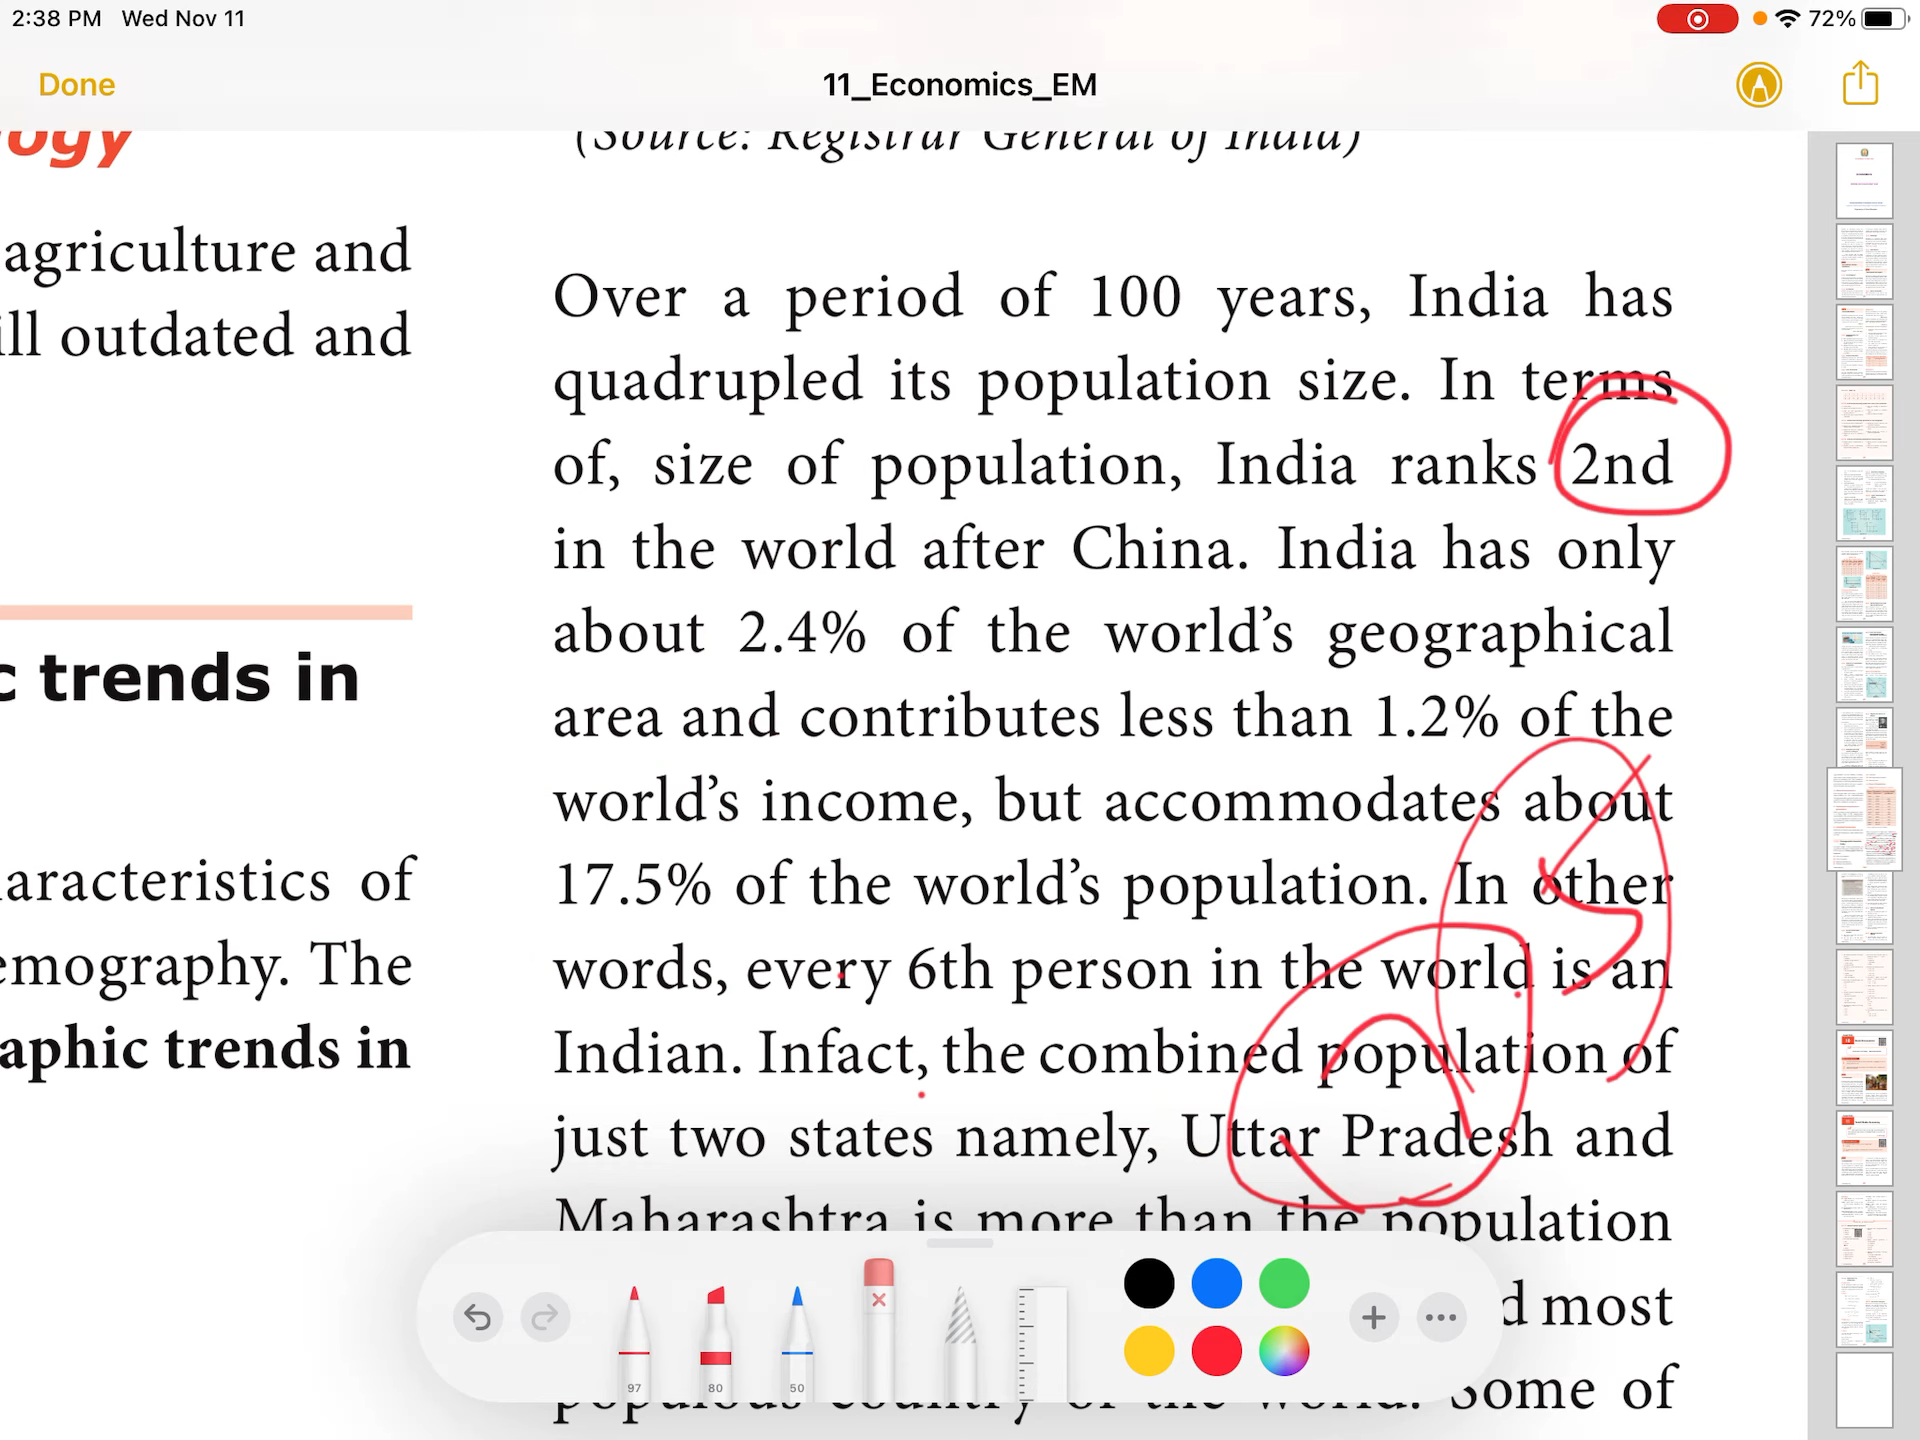 2:38 PM Wed Nov 11
72%
Done
11_Economics_EM
ogy
agriculture and
ill outdated and
c trends in
aracteristics of
emography. The
aphic trends in
(Source: Registrar General of India)
Over a period of 100 years, India has
quadrupled its population size. In terms
of, size of population, India ranks 2nd
in the world after China. India has only
about 2.4% of the world's geographical
area and contributes less than 1.2% of the
world's income, but accommodates about
17.5% of the world's population. In other
words, every 6th person in the world is an
Indian. Infact, the combined population of
just two states namely, Uttar Pradesh and
Maharashtra is more than the population
d most
populous country of the world. Some of
97 80 50